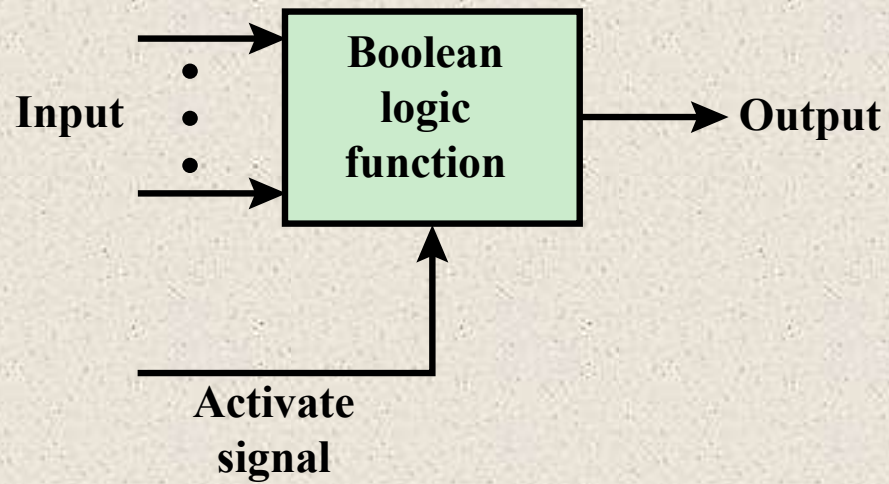 Input
Boolean
logic
function
Output
Activate
signal